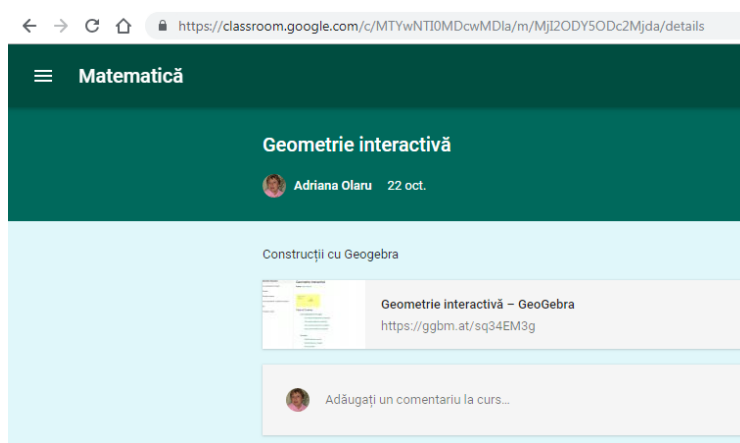 https://classroom.google.com/c/MTYwNTI0MDcwMDla/m/MjI2ODY5ODc2Mjda/details
Matematică
Geometrie interactivă
Adriana Olaru 22 oct.
Construcții cu Geogebra
Geometrie interactivă – GeoGebra
https://ggbm.at/sq34EM3g
Adăugați un comentariu la curs...